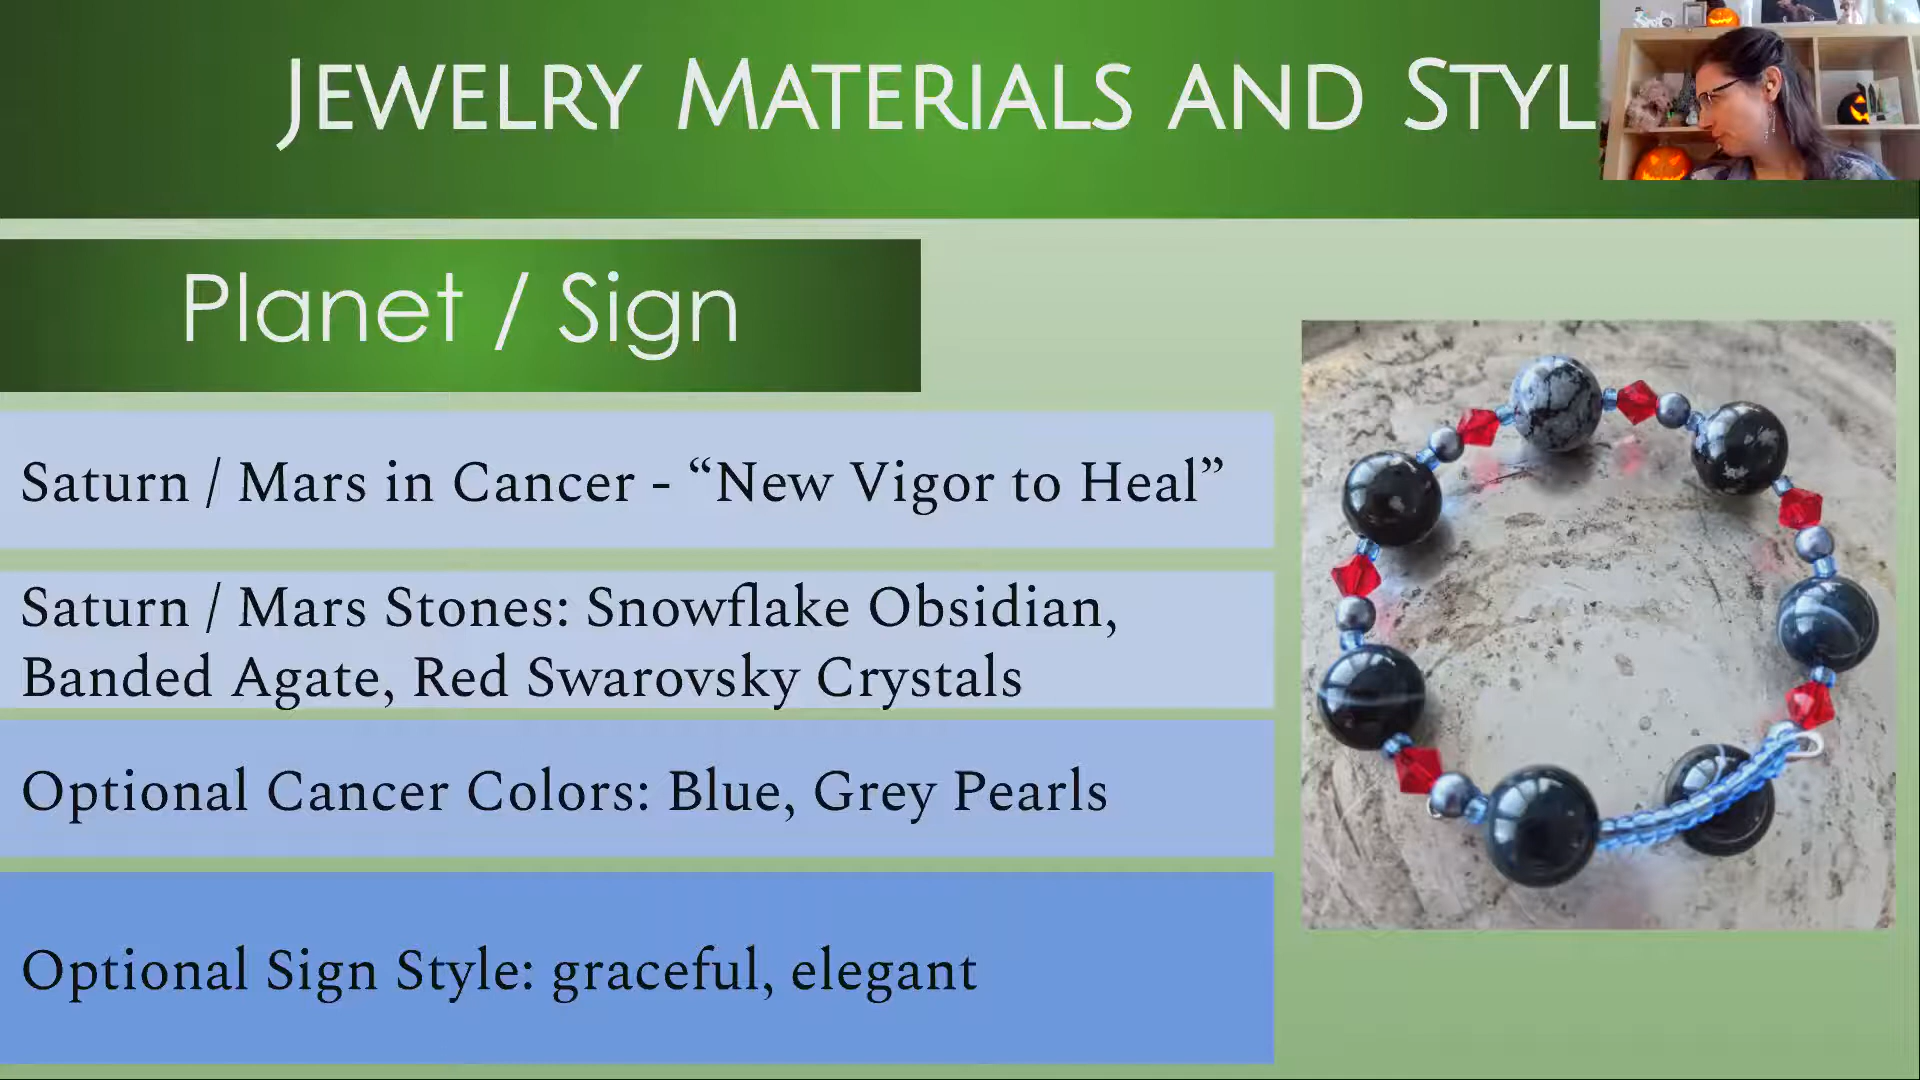 Jewelry Materials and Styl
Planet / Sign
Saturn / Mars in Cancer - “New Vigor to Heal”
Saturn / Mars Stones: Snowflake Obsidian,
Banded Agate, Red Swarovsky Crystals
Optional Cancer Colors: Blue, Grey Pearls
Optional Sign Style: graceful, elegant